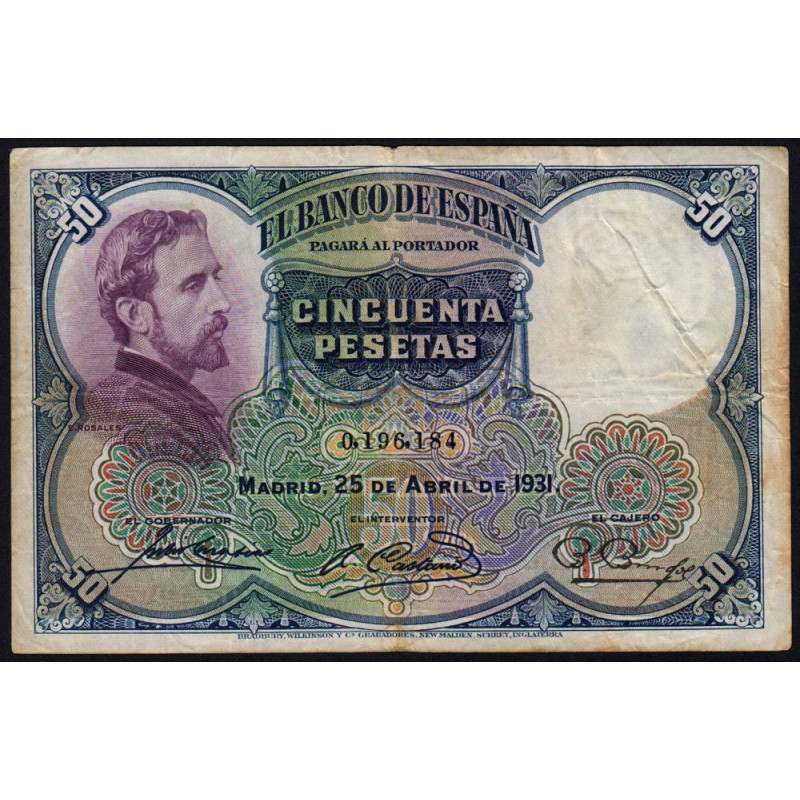 50
50
EL BANCO DE ESPAÑA
PAGARÁ AL PORTADOR
CINCUENTA
PESETAS
E. ROSALES
0,196,184
MADRID, 25 DE ABRIL DE 1931.
50
EL GOBERNADOR
EL INTERVENTOR
EL CAJERO
50
50
BRADBURY, WILKINSON Y Cª GRABADORES, NEW MALDEN, SURREY, INGLATERRA